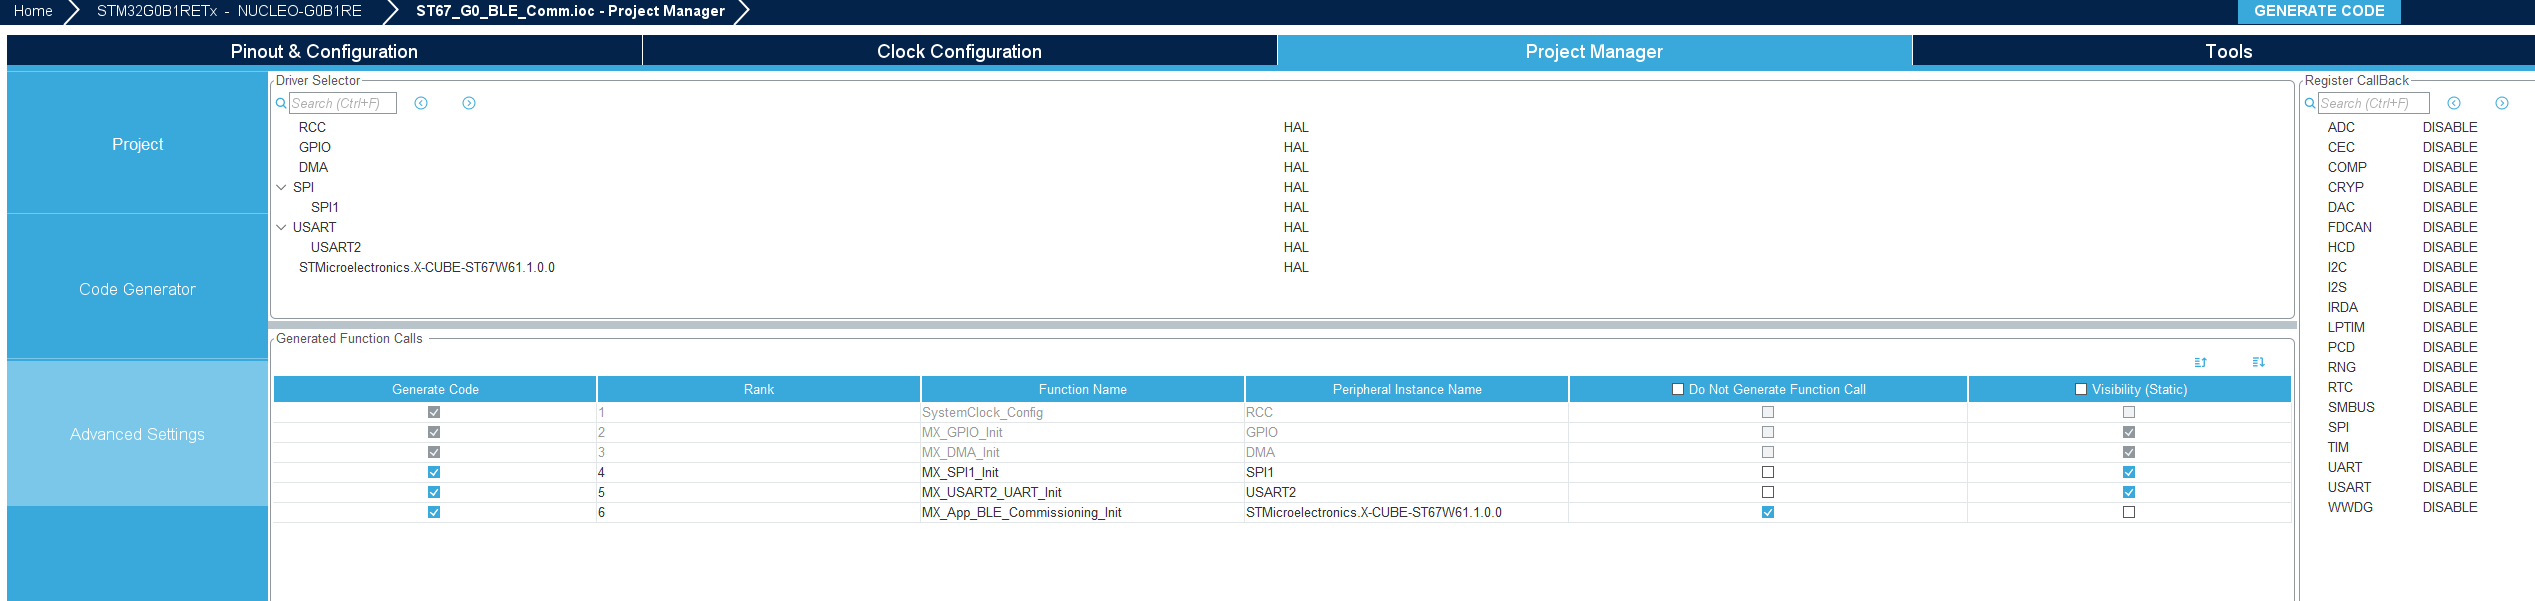 Home STM32G0B1RETx - NUCLEO-G0B1RE ST67_G0_BLE_Comm.ioc - Project Manager GENERATE CODE
Pinout & Configuration Clock Configuration Project Manager Tools
Project
Code Generator
Advanced Settings
Driver Selector
Search (Ctrl+F)
RCC HAL
GPIO HAL
DMA HAL
SPI HAL
SPI1 HAL
USART HAL
USART2 HAL
STMicroelectronics.X-CUBE-ST67W61.1.0.0 HAL
Generated Function Calls
Generate Code Rank Function Name Peripheral Instance Name Do Not Generate Function Call Visibility (Static)
1 SystemClock_Config RCC
2 MX_GPIO_Init GPIO
3 MX_DMA_Init DMA
4 MX_SPI1_Init SPI1
5 MX_USART2_UART_Init USART2
6 MX_App_BLE_Commissioning_Init STMicroelectronics.X-CUBE-ST67W61.1.0.0
Register CallBack
Search (Ctrl+F)
ADC DISABLE
CEC DISABLE
COMP DISABLE
CRYP DISABLE
DAC DISABLE
FDCAN DISABLE
HCD DISABLE
I2C DISABLE
I2S DISABLE
IRDA DISABLE
LPTIM DISABLE
PCD DISABLE
RNG DISABLE
RTC DISABLE
SMBUS DISABLE
SPI DISABLE
TIM DISABLE
UART DISABLE
USART DISABLE
WWDG DISABLE